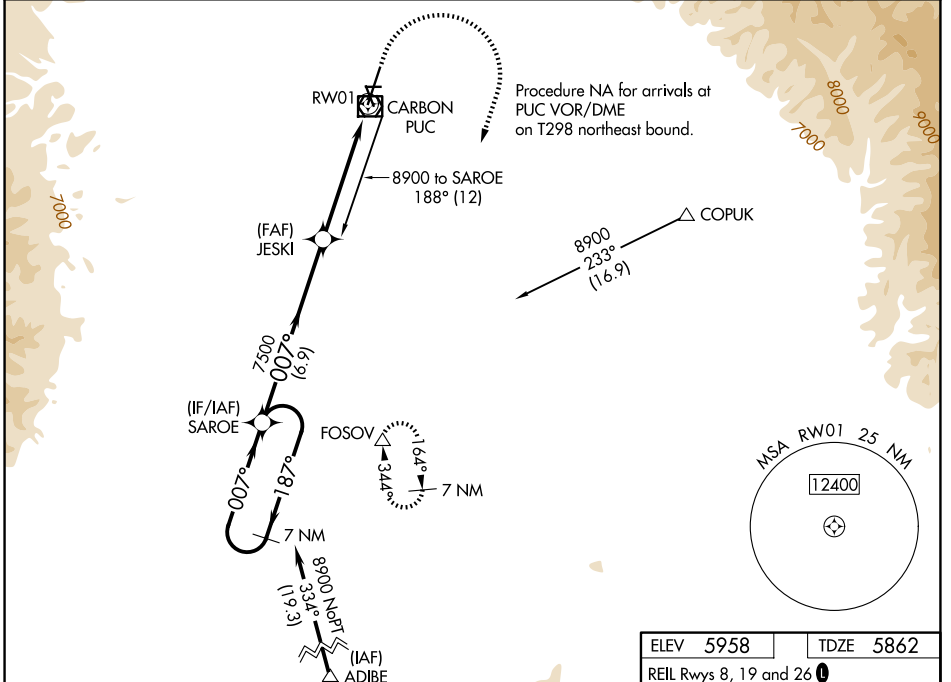 RW01
CARBON
PUC
Procedure NA for arrivals at
PUC VOR/DME
on T298 northeast bound.
8000
7000
9000
7000
8900 to SAROE
188° (12)
(FAF)
JESKI
COPUK
8900
233°
(16.9)
7500
007°
(6.9)
(IF/IAF)
SAROE
FOSOV
164°
344°
7 NM
007°
187°
7 NM
8900 NoPT
334°
(19.3)
(IAF)
ADIBE
MSA RW01 25 NM
12400
ELEV 5958
TDZE 5862
REIL Rwys 8, 19 and 26 L